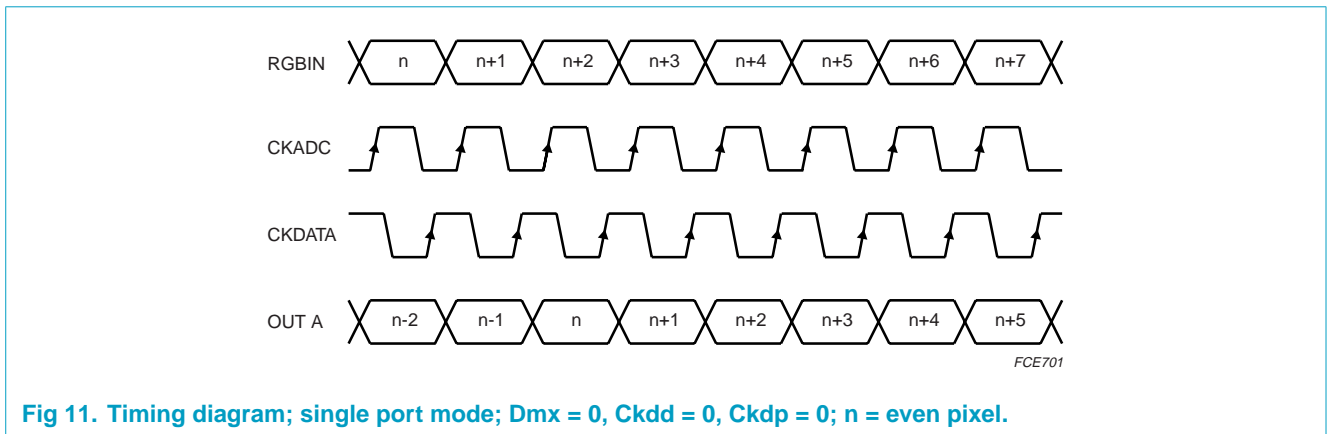 RGBIN n n+1 n+2 n+3 n+4 n+5 n+6 n+7
CKADC
CKDATA
OUT A n-2 n-1 n n+1 n+2 n+3 n+4 n+5
FCE701
Fig 11. Timing diagram; single port mode; Dmx = 0, Ckdd = 0, Ckdp = 0; n = even pixel.